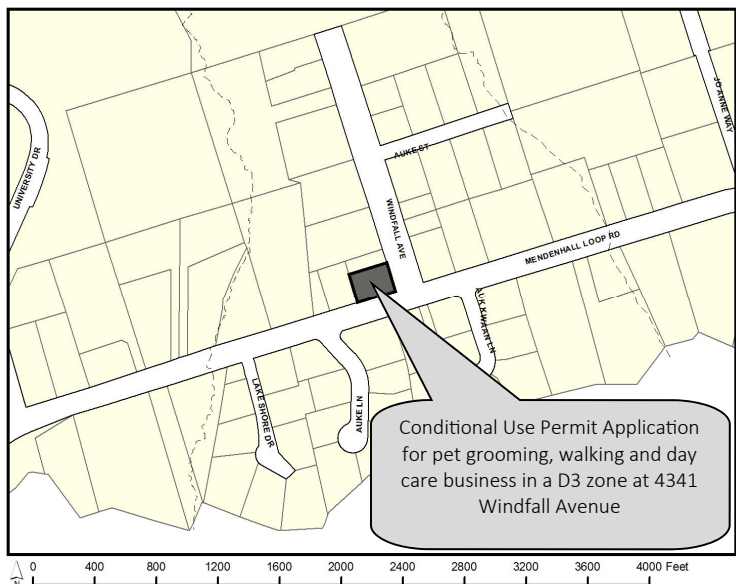 UNIVERSITY DR
JO ANNE WAY
AUKE ST
WINDFALL AVE
MENDENHALL LOOP RD
AUK KWAAN LN
LAKE SHORE DR
AUKE LN
Conditional Use Permit Application
for pet grooming, walking and day
care business in a D3 zone at 4341
Windfall Avenue
N
0 400 800 1200 1600 2000 2400 2800 3200 3600 4000 Feet